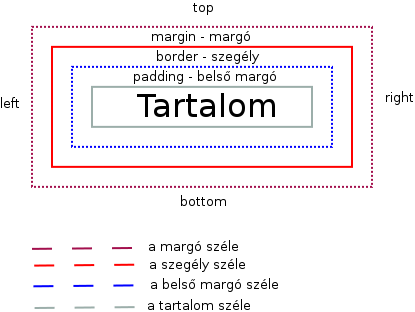 top
margin - margó
border - szegély
padding - belső margó
left
Tartalom
right
bottom
a margó széle
a szegély széle
a belső margó széle
a tartalom széle